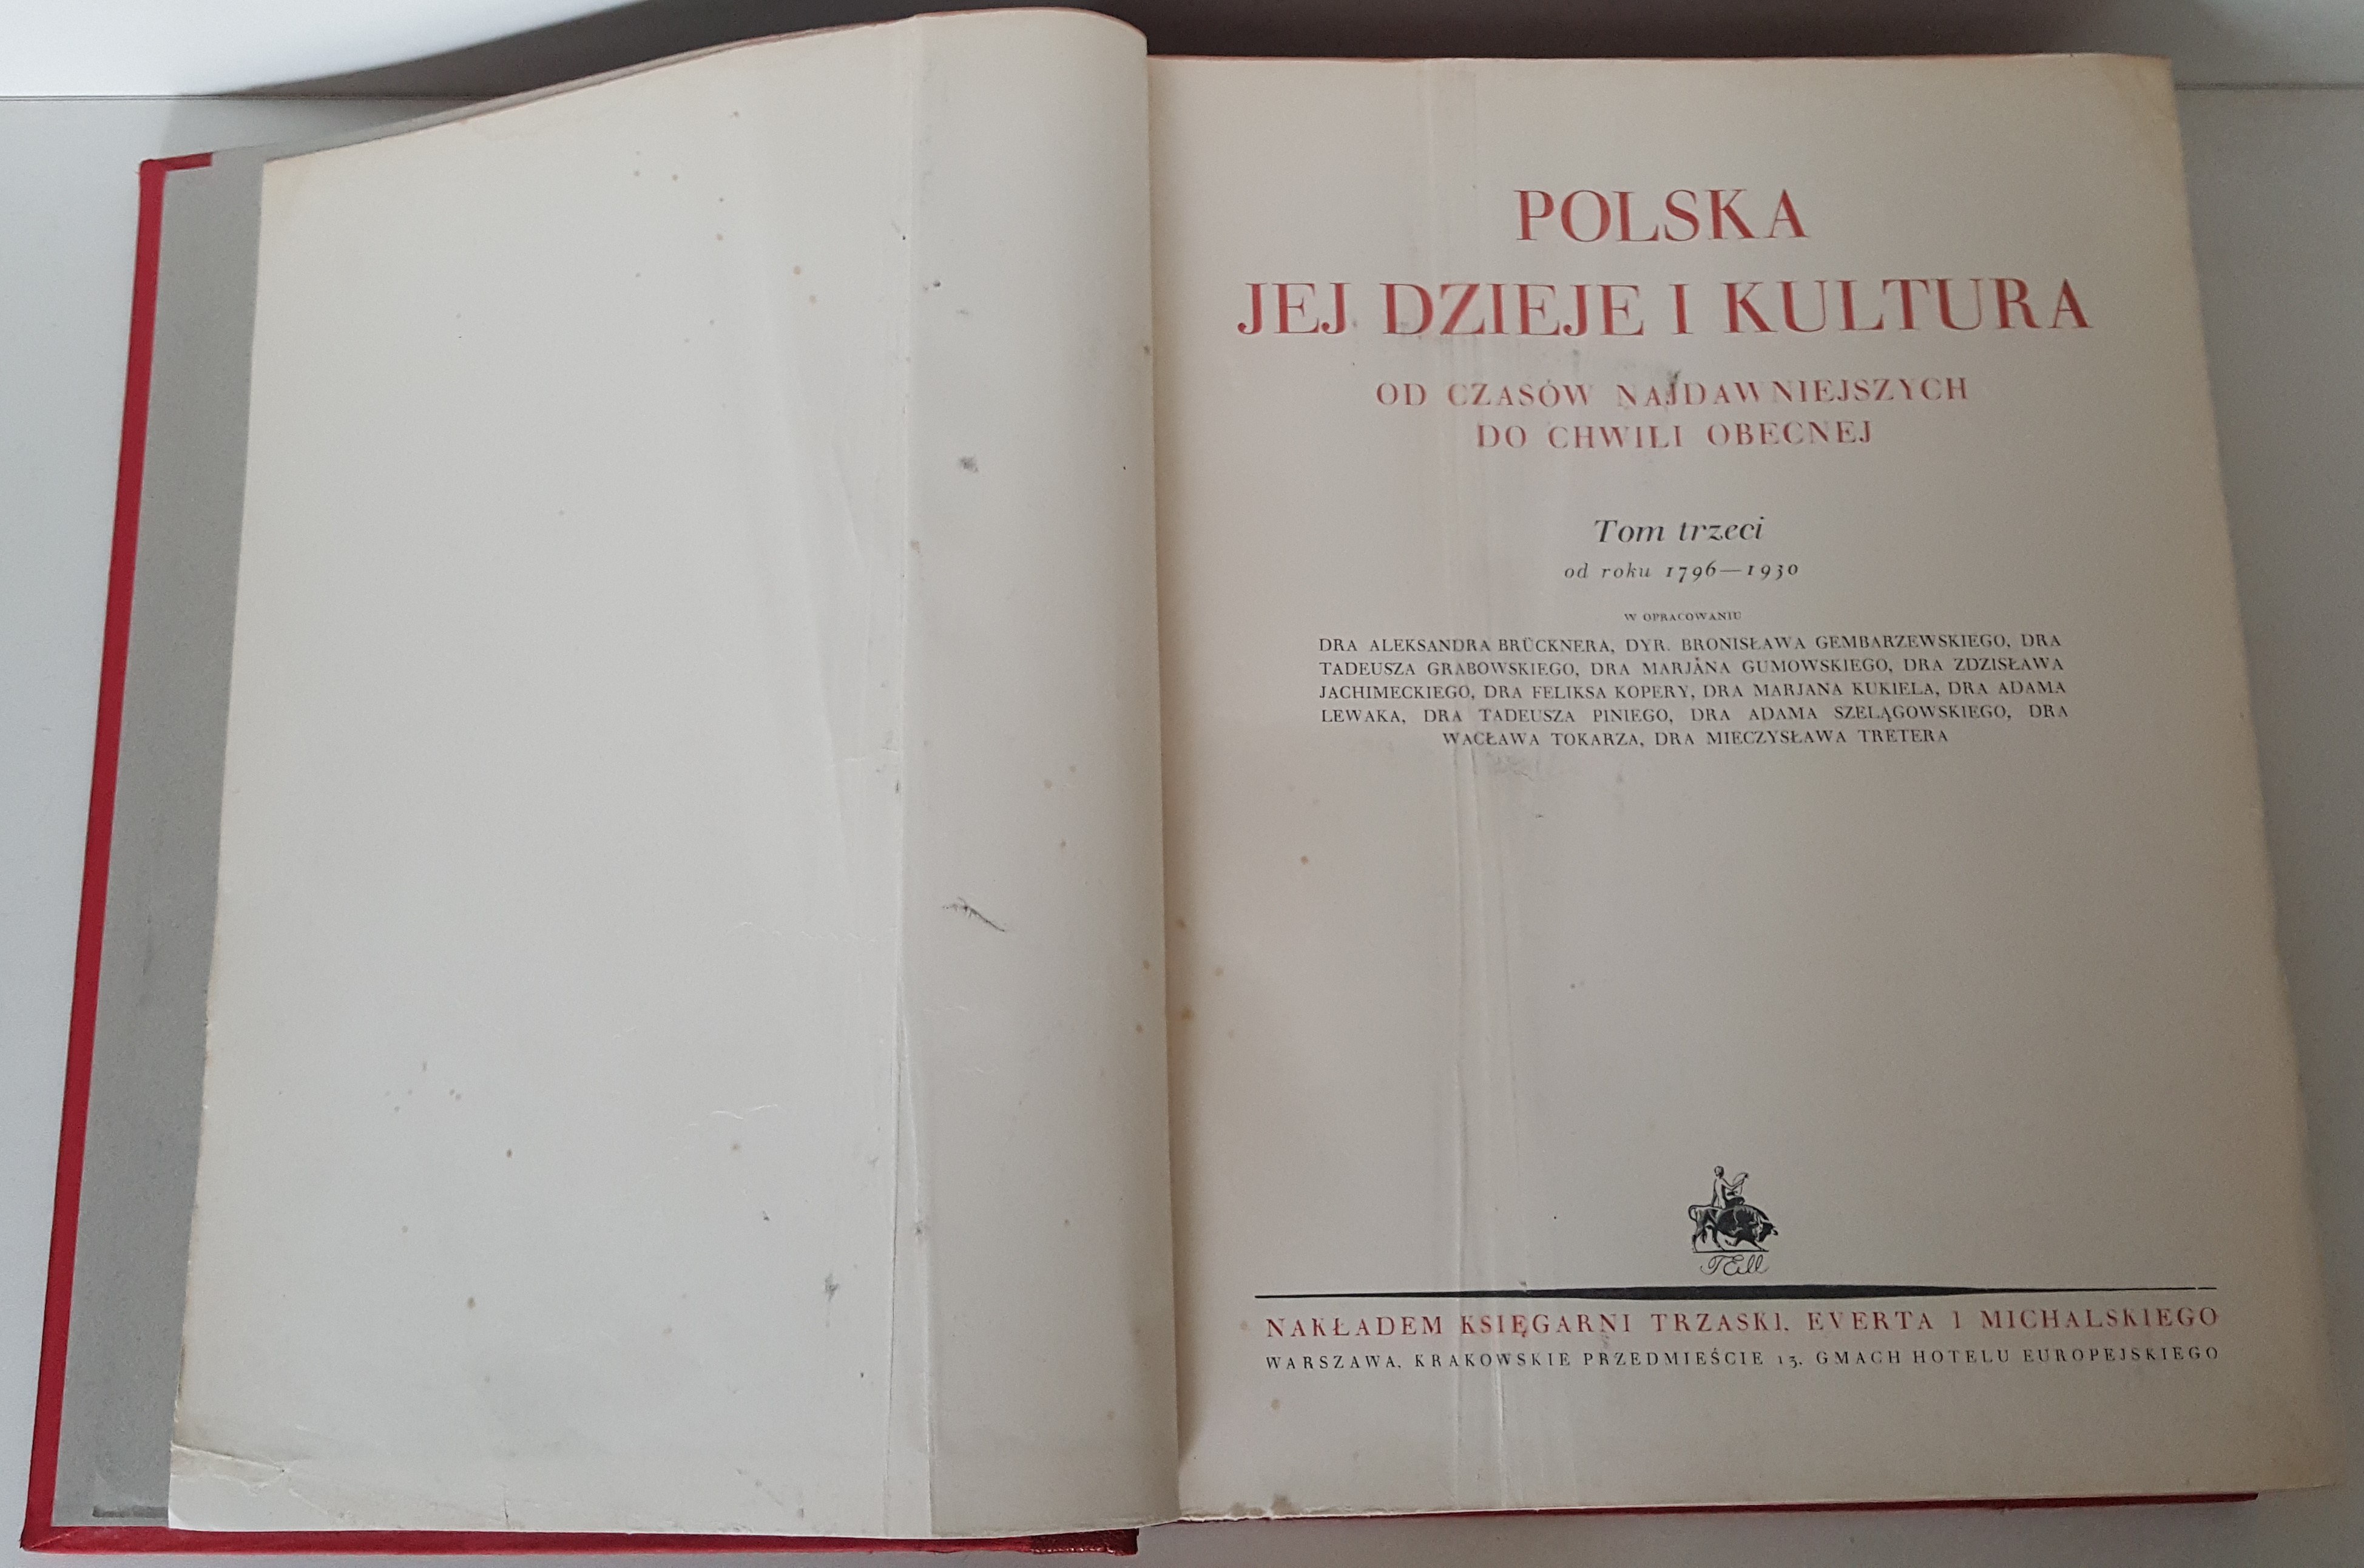 POLSKA
JEJ DZIEJE I KULTURA
OD CZASÓW NAJDAWNIEJSZYCH
DO CHWILI OBECNEJ
Tom trzeci
od roku 1796—1930
W OPRACOWANIU
DRA ALEKSANDRA BRÜCKNERA, DYR. BRONISŁAWA GEMBARZEWSKIEGO, DRA
TADEUSZA GRABOWSKIEGO, DRA MARJANA GUMOWSKIEGO, DRA ZDZISŁAWA
JACHIMECKIEGO, DRA FELIKSA KOPERY, DRA MARJANA KUKIELA, DRA ADAMA
LEWAKA, DRA TADEUSZA PINIEGO, DRA ADAMA SZELĄGOWSKIEGO, DRA
WACŁAWA TOKARZA, DRA MIECZYSŁAWA TRETERA
NAKŁADEM KSIĘGARNI TRZASKI, EVERTA I MICHALSKIEGO
WARSZAWA, KRAKOWSKIE PRZEDMIEŚCIE 13, GMACH HOTELU EUROPEJSKIEGO